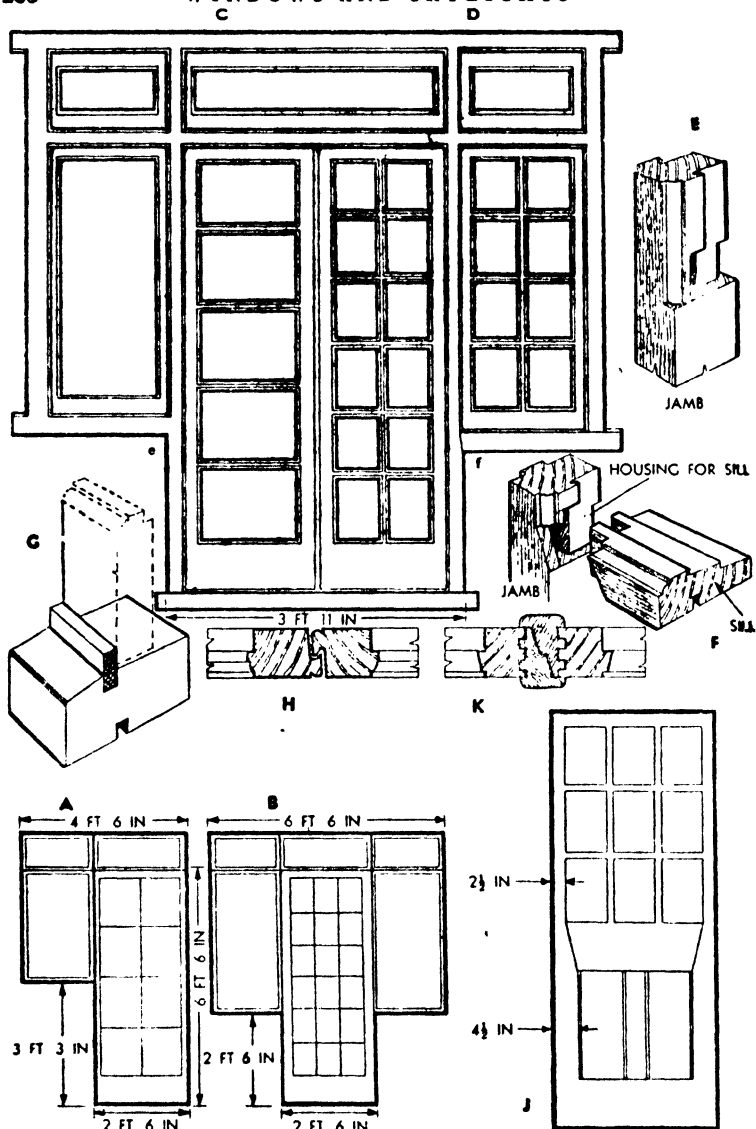 C D
E
JAMB
e f
HOUSING FOR SILL
G
JAMB
SILL
F
3 FT 11 IN
H K
A B
4 FT 6 IN 6 FT 6 IN
2½ IN
6 FT 6 IN
3 FT 3 IN 2 FT 6 IN
4½ IN
J
2 FT 6 IN 2 FT 6 IN